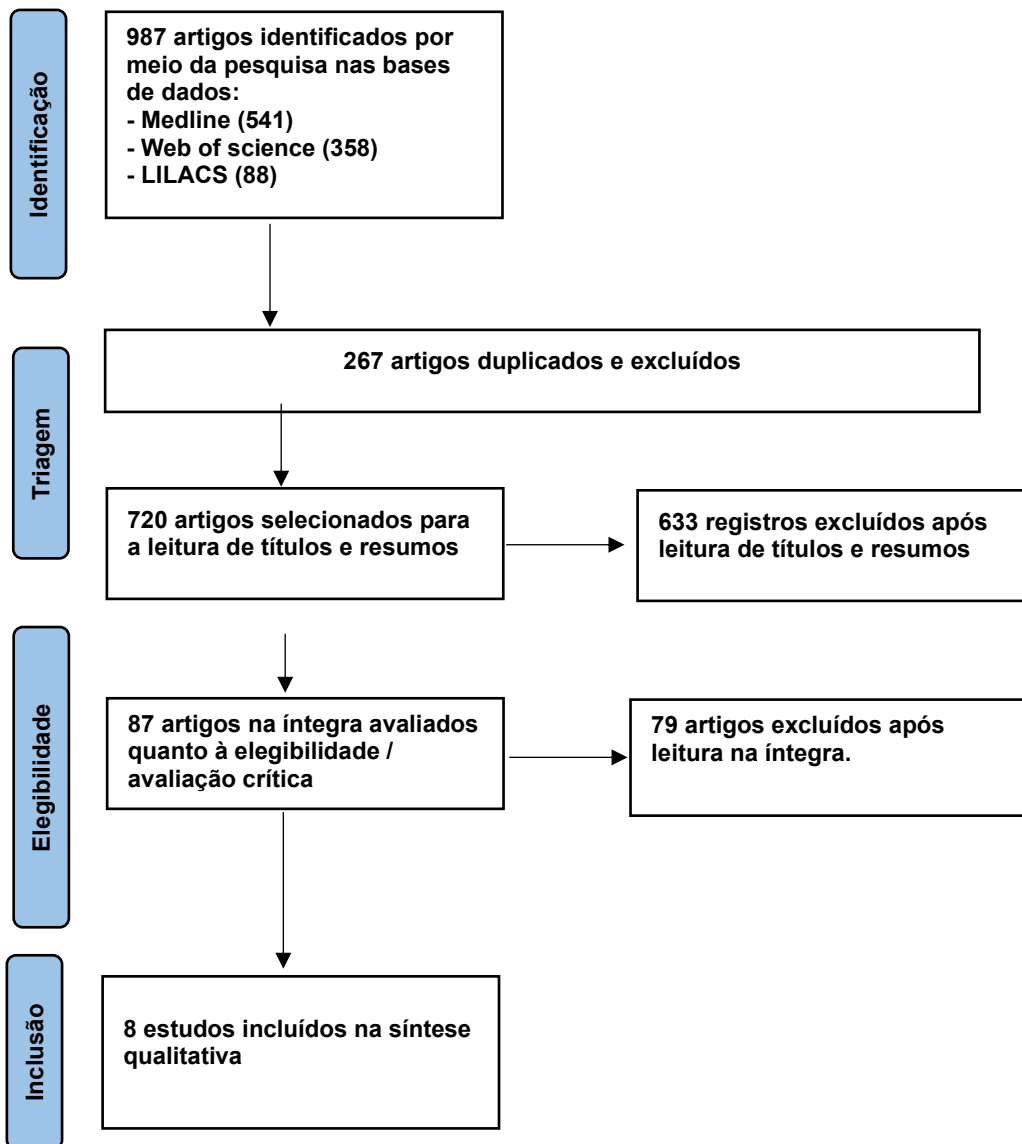 Identificação
987 artigos identificados por
meio da pesquisa nas bases
de dados:
- Medline (541)
- Web of science (358)
- LILACS (88)
Triagem
267 artigos duplicados e excluídos
720 artigos selecionados para
a leitura de títulos e resumos
633 registros excluídos após
leitura de títulos e resumos
Elegibilidade
87 artigos na íntegra avaliados
quanto à elegibilidade /
avaliação crítica
79 artigos excluídos após
leitura na íntegra.
Inclusão
8 estudos incluídos na síntese
qualitativa